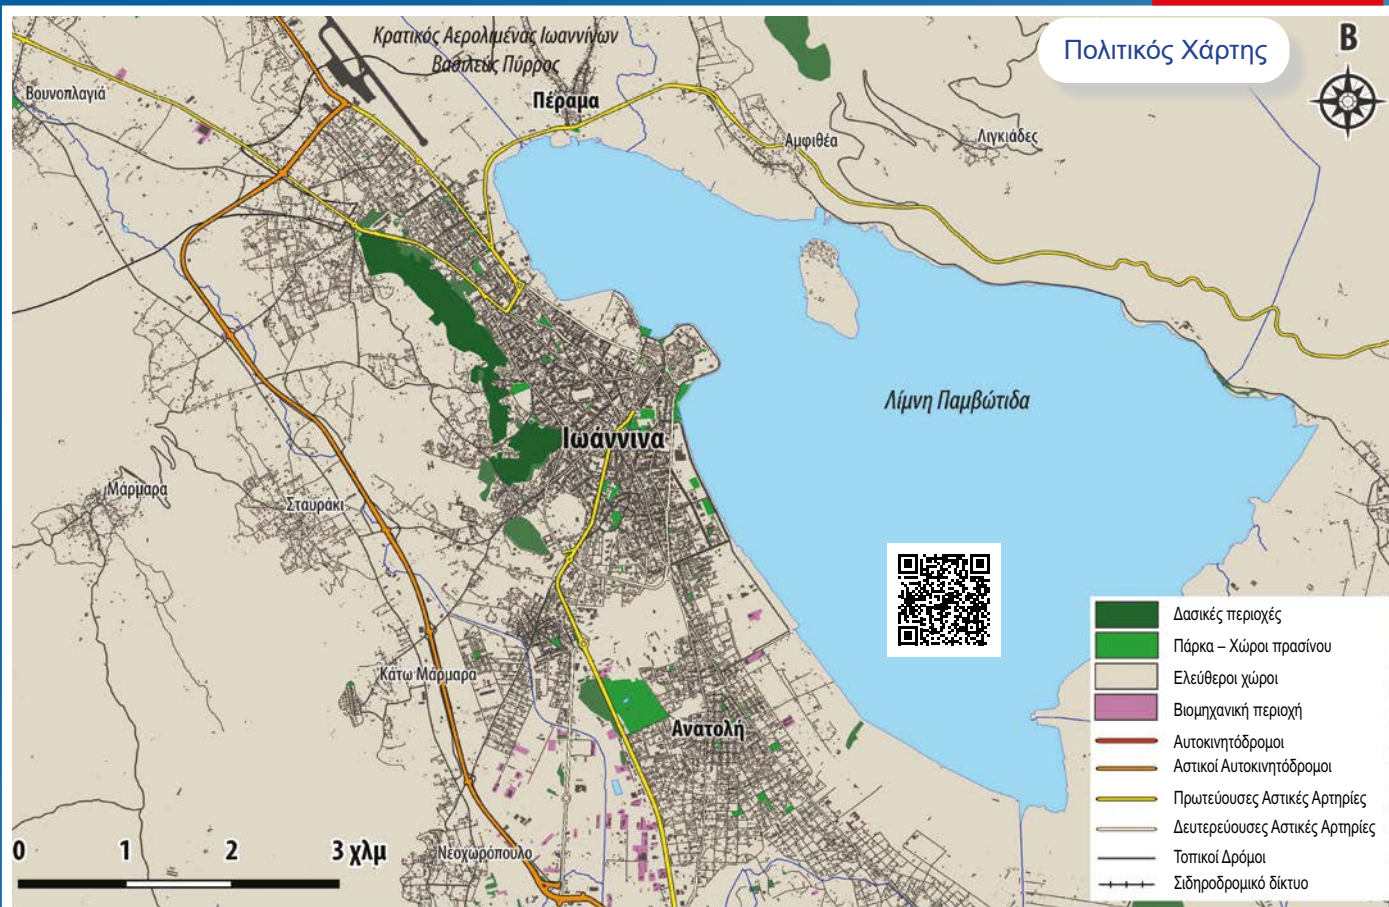 Πολιτικός Χάρτης
Β
Κρατικός Αερολιμένας Ιωαννίνων
Βασιλεύς Πύρρος
Βουνοπλαγιά
Πέραμα
Αμφιθέα
Λιγκιάδες
Λίμνη Παμβώτιδα
Ιωάννινα
Μάρμαρα
Σταυράκι
Κάτω Μάρμαρα
Ανατολή
Νεοχωρόπουλο
0 1 2 3 χλμ
Δασικές περιοχές
Πάρκα – Χώροι πρασίνου
Ελεύθεροι χώροι
Βιομηχανική περιοχή
Αυτοκινητόδρομοι
Αστικοί Αυτοκινητόδρομοι
Πρωτεύουσες Αστικές Αρτηρίες
Δευτερεύουσες Αστικές Αρτηρίες
Τοπικοί Δρόμοι
Σιδηροδρομικό δίκτυο